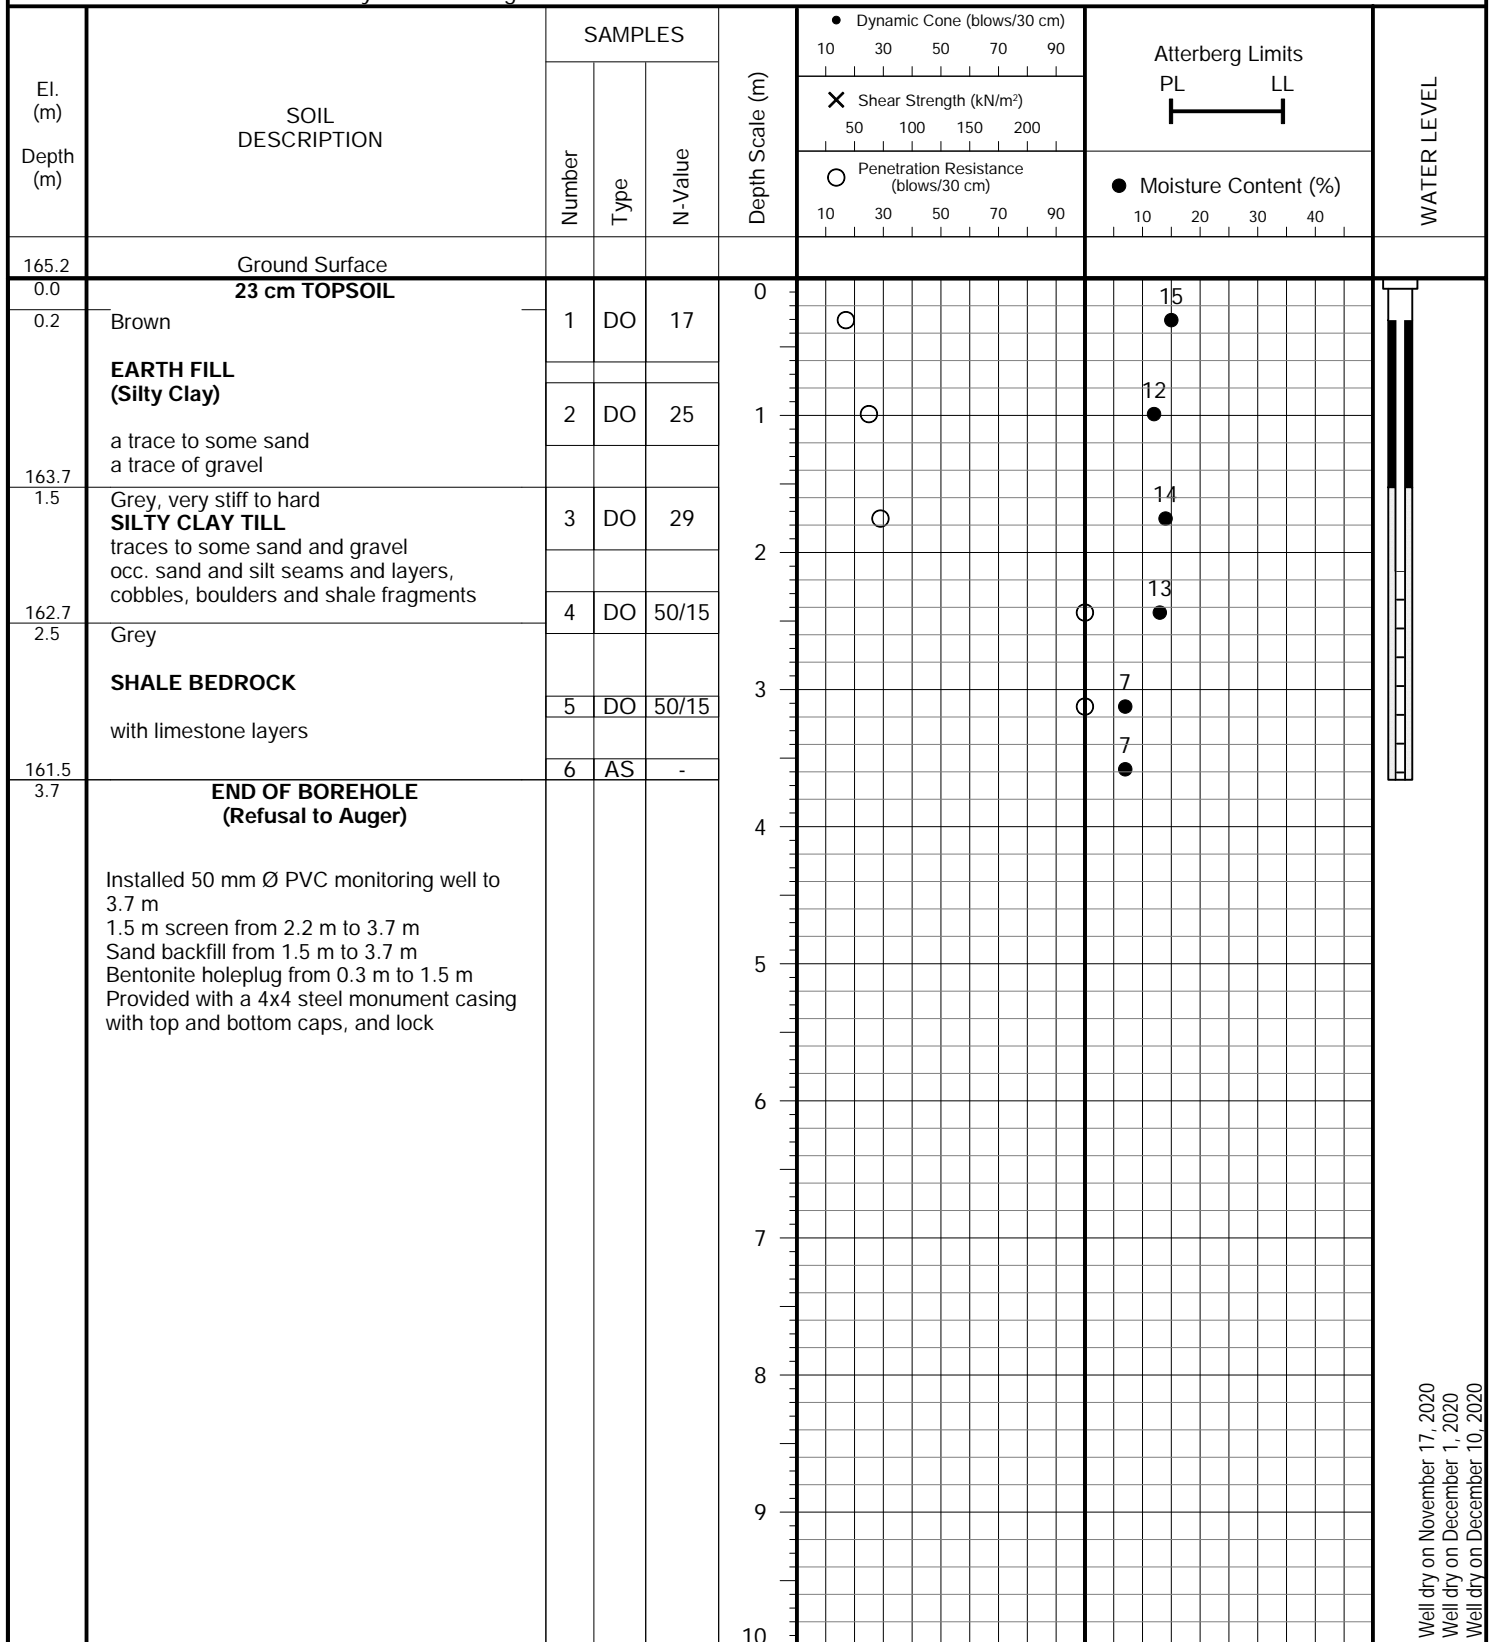 SAMPLES
El.
(m)
Depth
(m)
SOIL
DESCRIPTION
Number
Type
N-Value
Depth Scale (m)
● Dynamic Cone (blows/30 cm)
10 30 50 70 90
✕ Shear Strength (kN/m²)
50 100 150 200
○ Penetration Resistance
(blows/30 cm)
10 30 50 70 90
Atterberg Limits
PL LL
● Moisture Content (%)
10 20 30 40
WATER LEVEL
165.2 Ground Surface
0.0 23 cm TOPSOIL 0
15
0.2 Brown 1 DO 17
EARTH FILL
(Silty Clay)
12
2 DO 25 1
a trace to some sand
a trace of gravel
163.7
1.5 Grey, very stiff to hard 14
SILTY CLAY TILL 3 DO 29
traces to some sand and gravel 2
occ. sand and silt seams and layers,
cobbles, boulders and shale fragments 13
162.7 4 DO 50/15
2.5 Grey
SHALE BEDROCK 3 7
5 DO 50/15
with limestone layers
7
161.5 6 AS -
3.7 END OF BOREHOLE
(Refusal to Auger)
4
Installed 50 mm Ø PVC monitoring well to
3.7 m
1.5 m screen from 2.2 m to 3.7 m
Sand backfill from 1.5 m to 3.7 m
Bentonite holeplug from 0.3 m to 1.5 m
Provided with a 4x4 steel monument casing
with top and bottom caps, and lock
5
6
7
8
9
10
Well dry on November 17, 2020
Well dry on December 1, 2020
Well dry on December 10, 2020